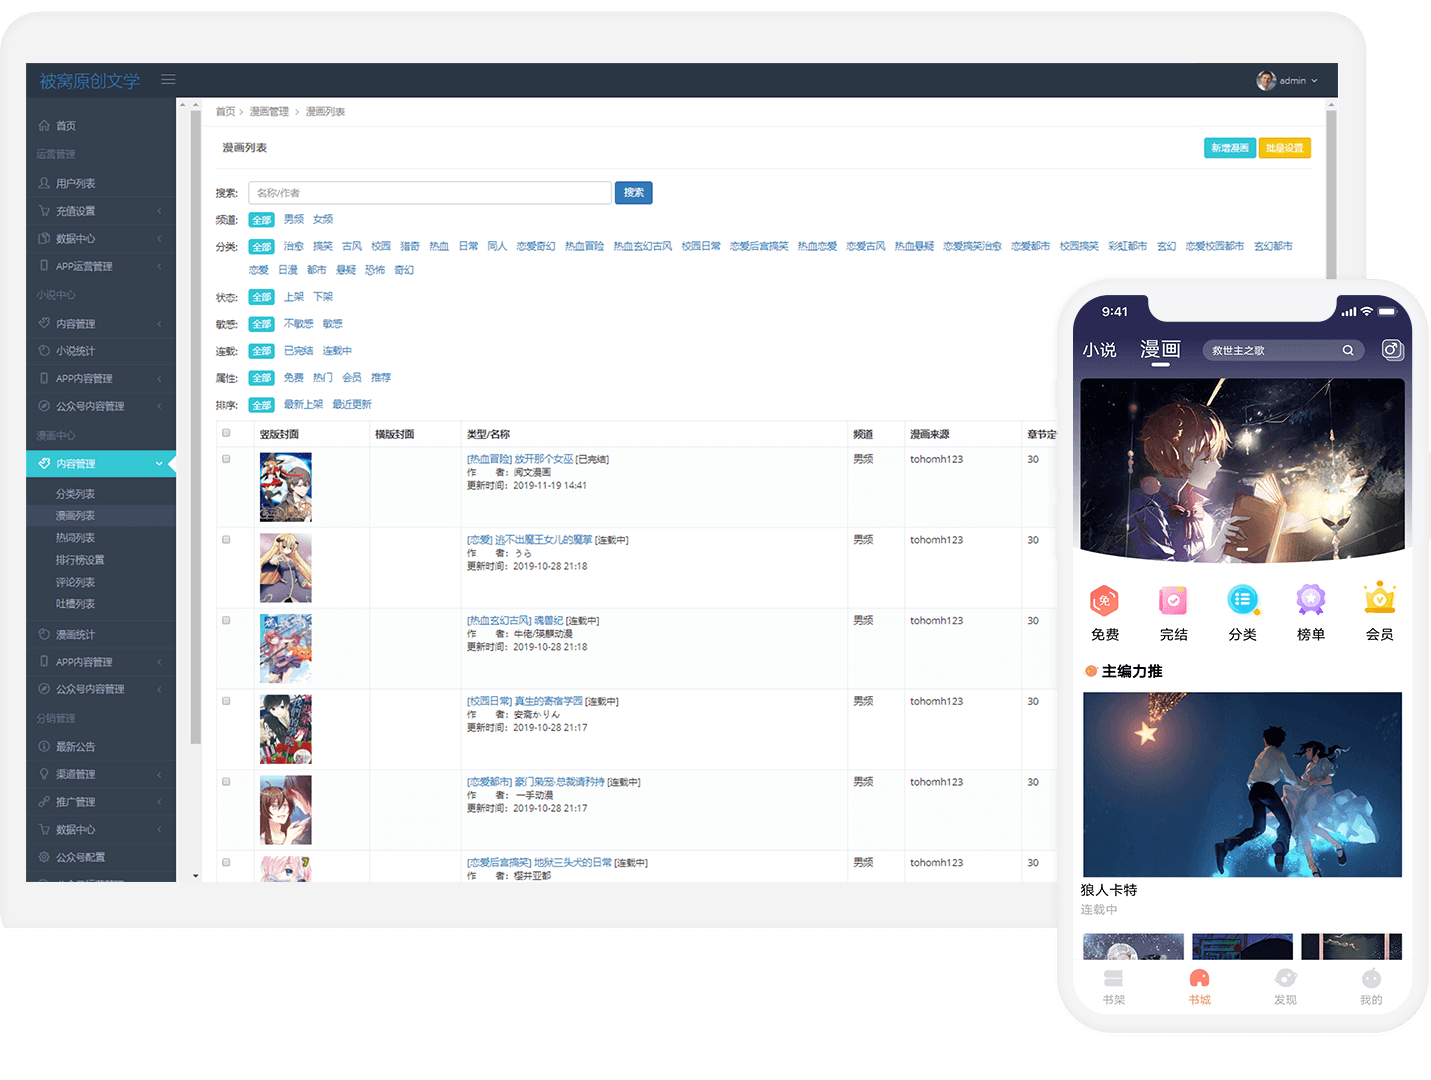 被窝原创文学
admin
首页
运营管理
用户列表
充值设置
数据中心
APP运营管理
小说中心
内容管理
小说统计
APP内容管理
公众号内容管理
漫画中心
内容管理
分类列表
漫画列表
热词列表
排行榜设置
评论列表
吐槽列表
漫画统计
APP内容管理
公众号内容管理
分销管理
最新公告
渠道管理
推广管理
数据中心
公众号配置
首页 > 漫画管理 > 漫画列表
漫画列表
新增漫画 批量设置
搜索: 名称/作者 搜索
频道: 全部 男频 女频
分类: 全部 治愈 搞笑 古风 校园 猎奇 热血 日常 同人 恋爱奇幻 热血冒险 热血玄幻古风 校园日常 恋爱后宫搞笑 热血恋爱 恋爱古风 热血悬疑 恋爱搞笑治愈 恋爱都市 校园搞笑 彩虹都市 玄幻 恋爱校园都市 玄幻都市
恋爱 日漫 都市 悬疑 恐怖 奇幻
状态: 全部 上架 下架
敏感: 全部 不敏感 敏感
连载: 全部 已完结 连载中
属性: 全部 免费 热门 会员 推荐
排序: 全部 最新上架 最近更新
竖版封面 横版封面 类型/名称 频道 漫画来源 章节定
[热血冒险] 放开那个女巫 [已完结] 男频 tohomh123 30
作 者: 阅文漫画
更新时间: 2019-11-19 14:41
[恋爱] 逃不出魔王女儿的魔掌 [连载中] 男频 tohomh123 30
作 者: うら
更新时间: 2019-10-28 21:18
[热血玄幻古风] 魂兽纪 [连载中] 男频 tohomh123 30
作 者: 牛佬/瑛麒动漫
更新时间: 2019-10-28 21:18
[校园日常] 真生的寄宿学园 [连载中] 男频 tohomh123 30
作 者: 安斋かりん
更新时间: 2019-10-28 21:17
[恋爱都市] 豪门枭宠·总裁请矜持 [连载中] 男频 tohomh123 30
作 者: 一手动漫
更新时间: 2019-10-28 21:17
[恋爱后宫搞笑] 地狱三头犬的日常 [连载中] 男频 tohomh123 30
作 者: 樱井亚都
9:41
小说 漫画 救世主之歌
免
免费 完结 分类 榜单 会员
主编力推
狼人卡特
连载中
书架 书城 发现 我的